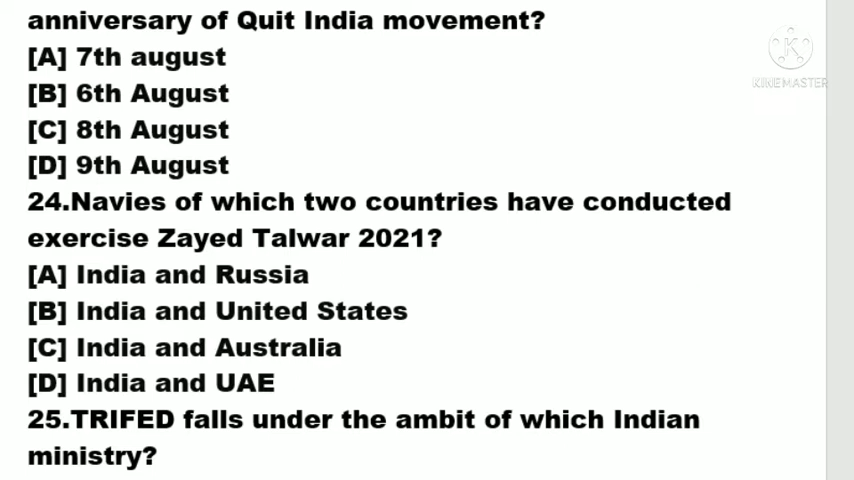 anniversary of Quit India movement?
[A] 7th august
[B] 6th August
[C] 8th August
[D] 9th August
24.Navies of which two countries have conducted
exercise Zayed Talwar 2021?
[A] India and Russia
[B] India and United States
[C] India and Australia
[D] India and UAE
25.TRIFED falls under the ambit of which Indian
ministry?
K
KINEMASTER